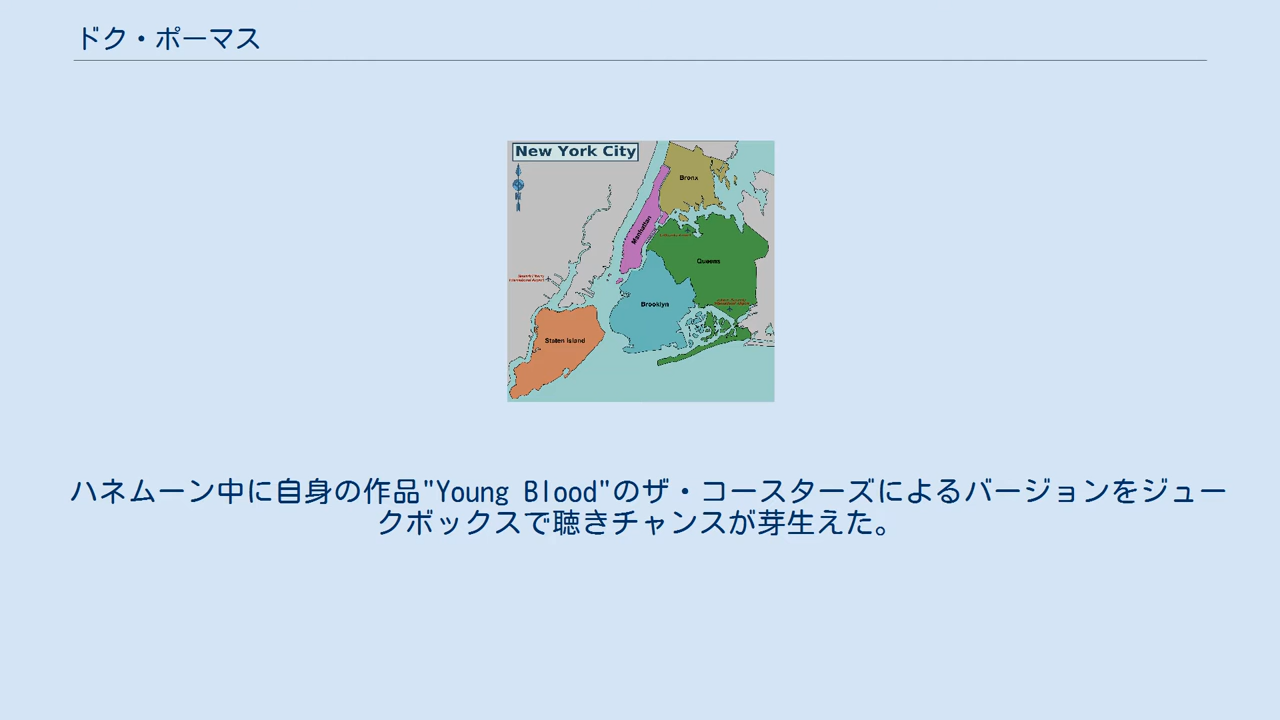 ドク・ポーマス
New York City
N
Bronx
Manhattan
Queens
Brooklyn
Staten Island
ハネムーン中に自身の作品"Young Blood"のザ・コースターズによるバージョンをジュー
クボックスで聴きチャンスが芽生えた。